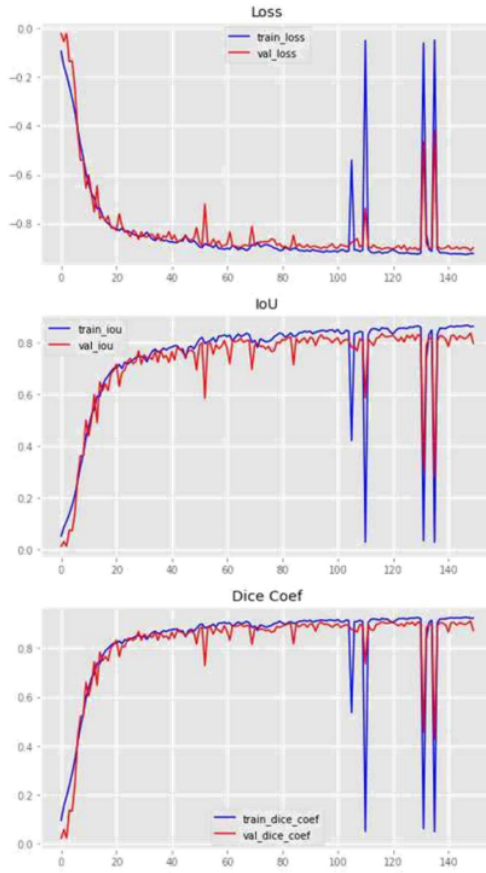 Loss
train_loss
val_loss
0.0
−0.2
−0.4
−0.6
−0.8
0 20 40 60 80 100 120 140
IoU
train_iou
val_iou
0.8
0.6
0.4
0.2
0.0
0 20 40 60 80 100 120 140
Dice Coef
0.8
0.6
0.4
0.2
0.0
train_dice_coef
val_dice_coef
0 20 40 60 80 100 120 140